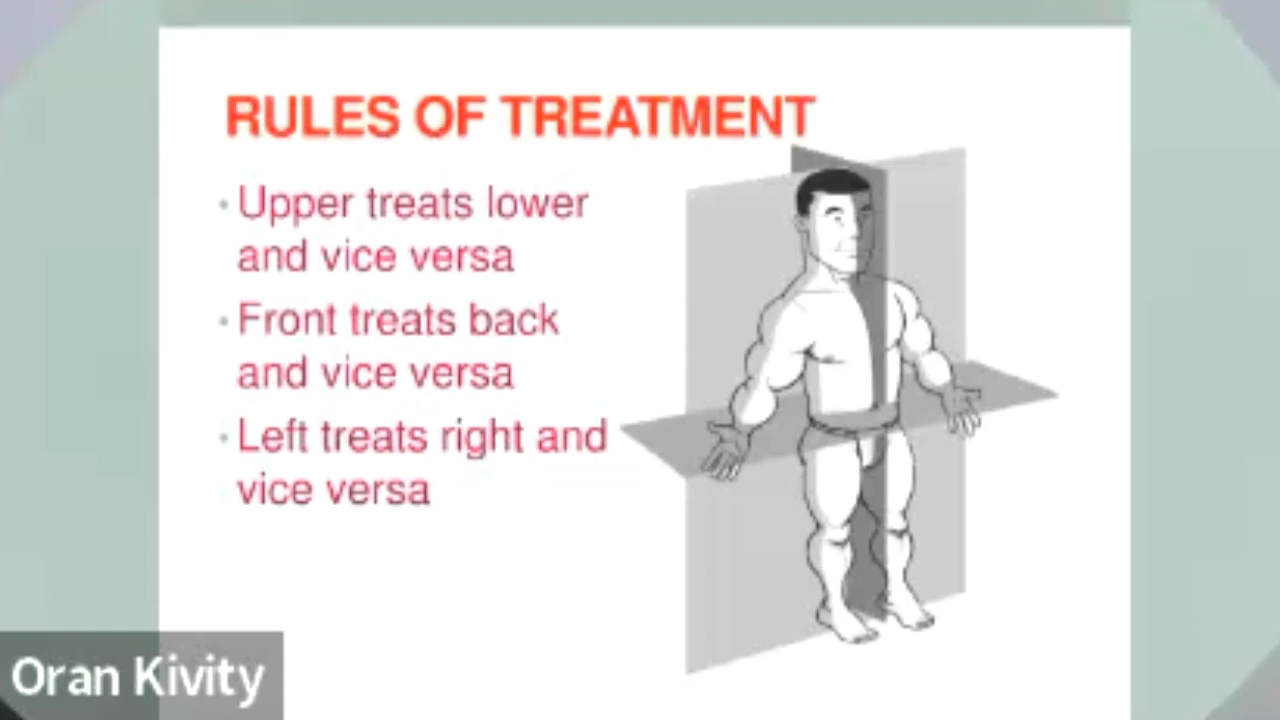 RULES OF TREATMENT
• Upper treats lower
and vice versa
• Front treats back
and vice versa
• Left treats right and
vice versa
Oran Kivity